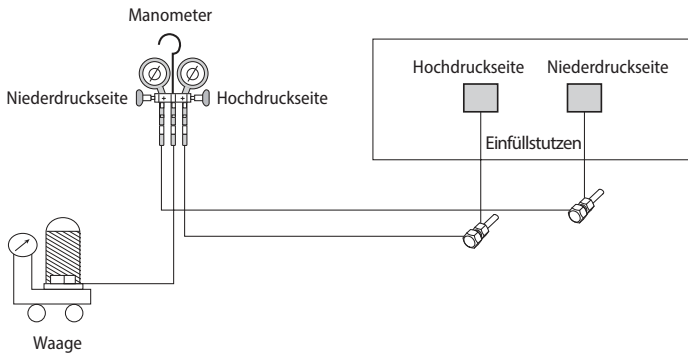 Manometer
Niederdruckseite
Hochdruckseite
Hochdruckseite
Niederdruckseite
Einfüllstutzen
Waage